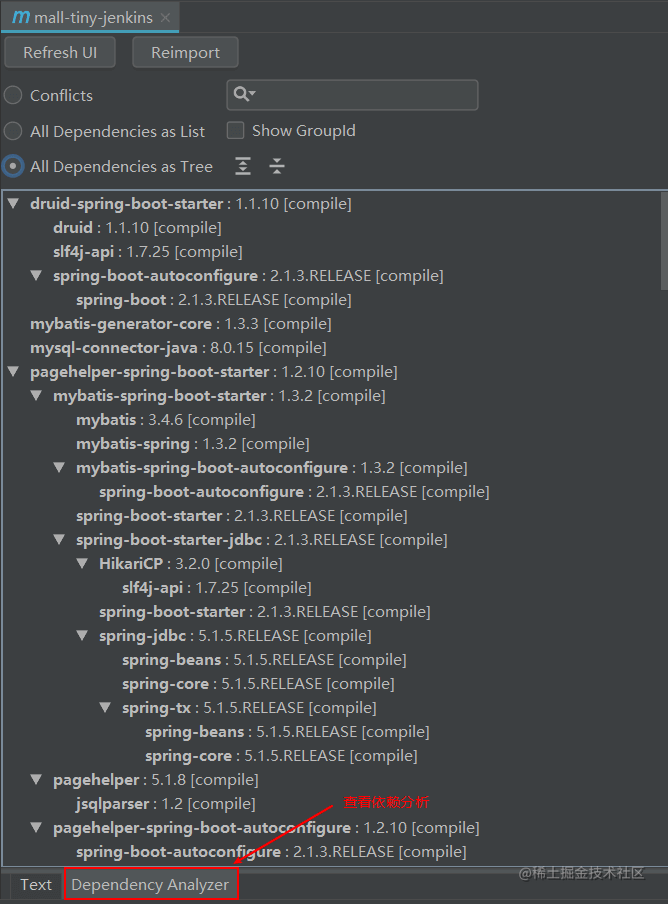 m mall-tiny-jenkins ×
Refresh UI Reimport
Conflicts
All Dependencies as List Show GroupId
All Dependencies as Tree
druid-spring-boot-starter : 1.1.10 [compile]
druid : 1.1.10 [compile]
slf4j-api : 1.7.25 [compile]
spring-boot-autoconfigure : 2.1.3.RELEASE [compile]
spring-boot : 2.1.3.RELEASE [compile]
mybatis-generator-core : 1.3.3 [compile]
mysql-connector-java : 8.0.15 [compile]
pagehelper-spring-boot-starter : 1.2.10 [compile]
mybatis-spring-boot-starter : 1.3.2 [compile]
mybatis : 3.4.6 [compile]
mybatis-spring : 1.3.2 [compile]
mybatis-spring-boot-autoconfigure : 1.3.2 [compile]
spring-boot-autoconfigure : 2.1.3.RELEASE [compile]
spring-boot-starter : 2.1.3.RELEASE [compile]
spring-boot-starter-jdbc : 2.1.3.RELEASE [compile]
HikariCP : 3.2.0 [compile]
slf4j-api : 1.7.25 [compile]
spring-boot-starter : 2.1.3.RELEASE [compile]
spring-jdbc : 5.1.5.RELEASE [compile]
spring-beans : 5.1.5.RELEASE [compile]
spring-core : 5.1.5.RELEASE [compile]
spring-tx : 5.1.5.RELEASE [compile]
spring-beans : 5.1.5.RELEASE [compile]
spring-core : 5.1.5.RELEASE [compile]
pagehelper : 5.1.8 [compile]
jsqlparser : 1.2 [compile]
查看依赖分析
pagehelper-spring-boot-autoconfigure : 1.2.10 [compile]
spring-boot-autoconfigure : 2.1.3.RELEASE [compile]
@稀土掘金技术社区
Text Dependency Analyzer